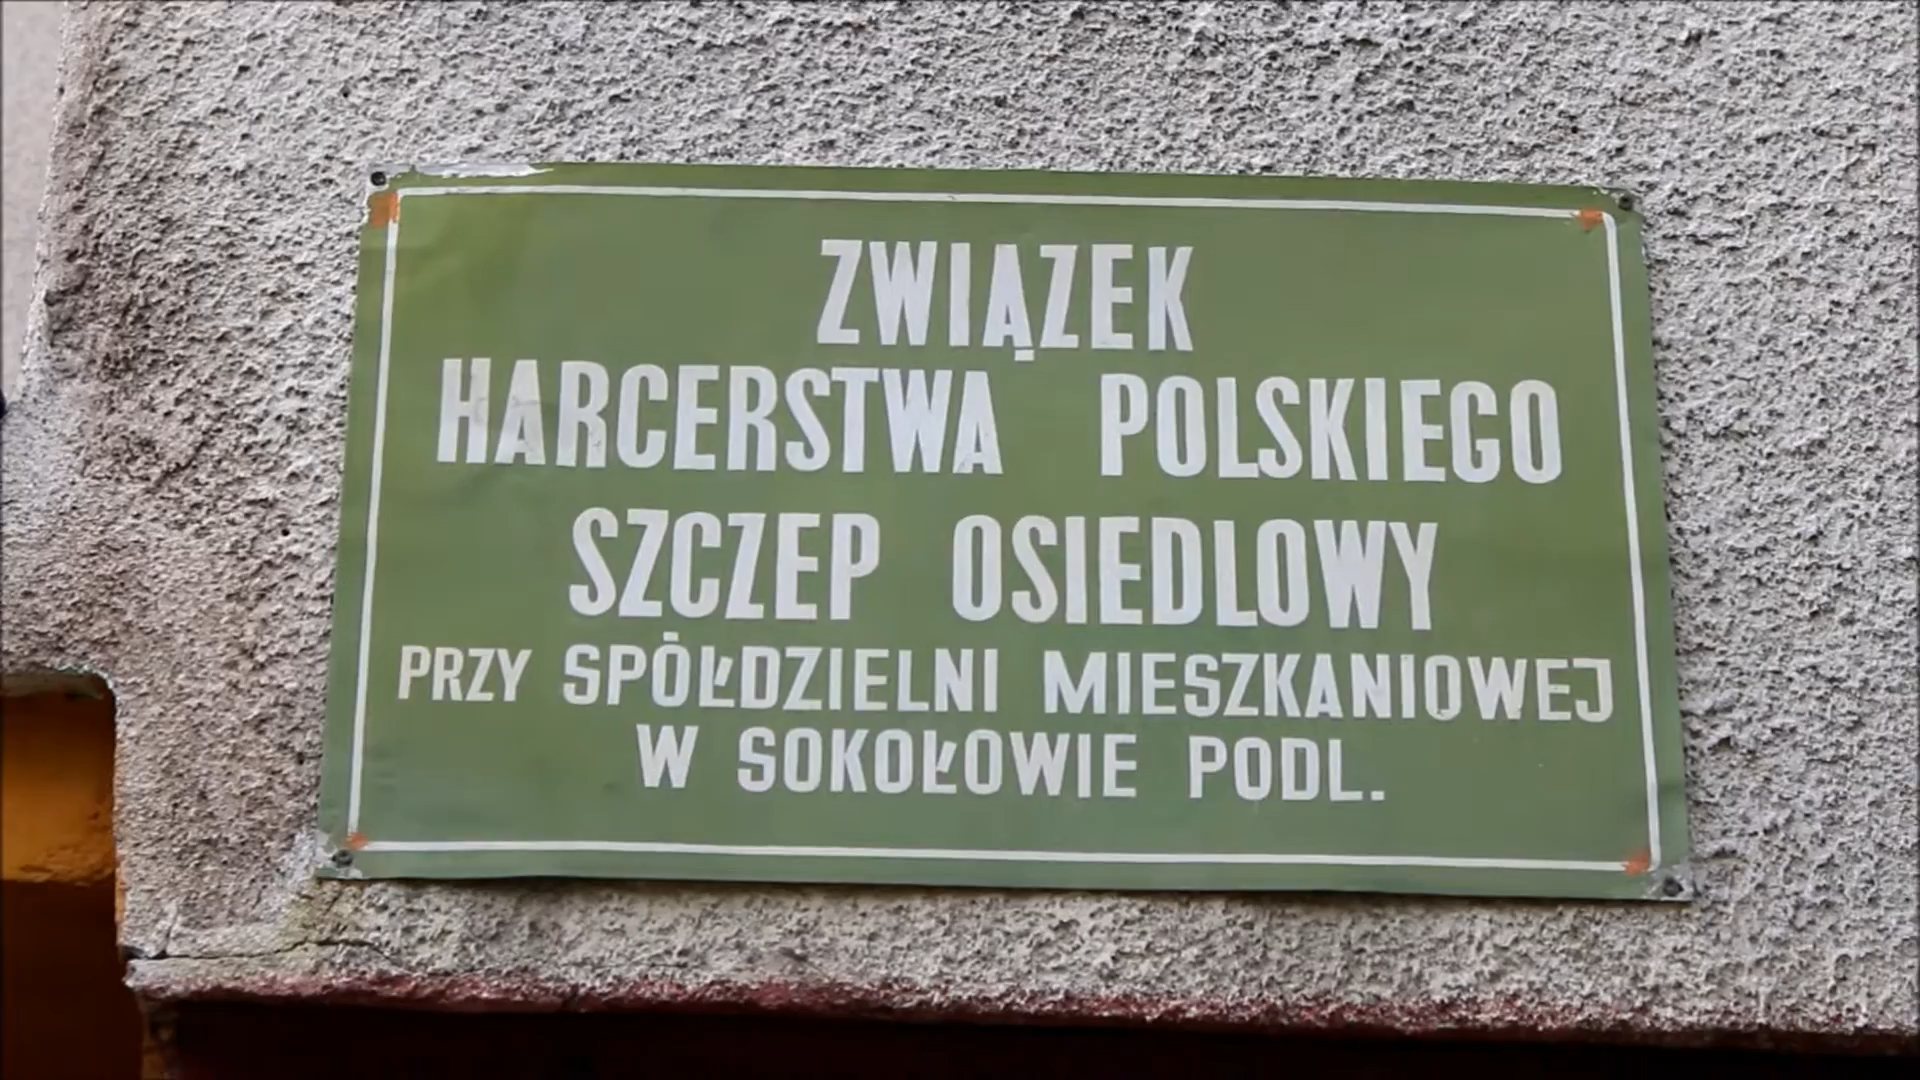 ZWIĄZEK
HARCERSTWA POLSKIEGO
SZCZEP OSIEDLOWY
PRZY SPÓŁDZIELNI MIESZKANIOWEJ
W SOKOŁOWIE PODL.